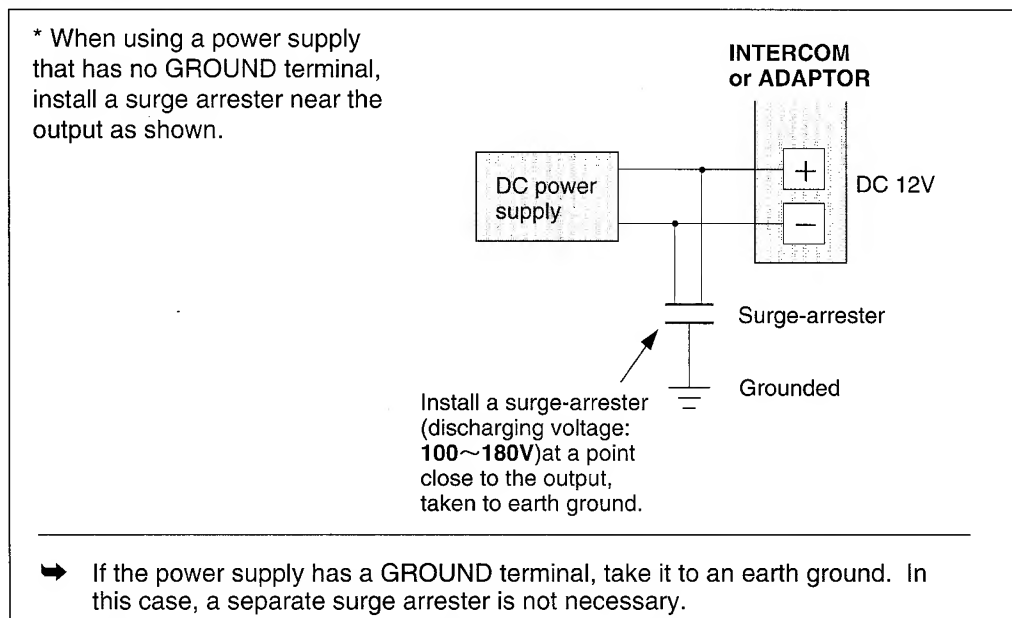 * When using a power supply
that has no GROUND terminal,
install a surge arrester near the
output as shown.
INTERCOM
or ADAPTOR
DC power
supply
+
−
DC 12V
Surge-arrester
Grounded
Install a surge-arrester
(discharging voltage:
100～180V)at a point
close to the output,
taken to earth ground.
➥ If the power supply has a GROUND terminal, take it to an earth ground. In
this case, a separate surge arrester is not necessary.